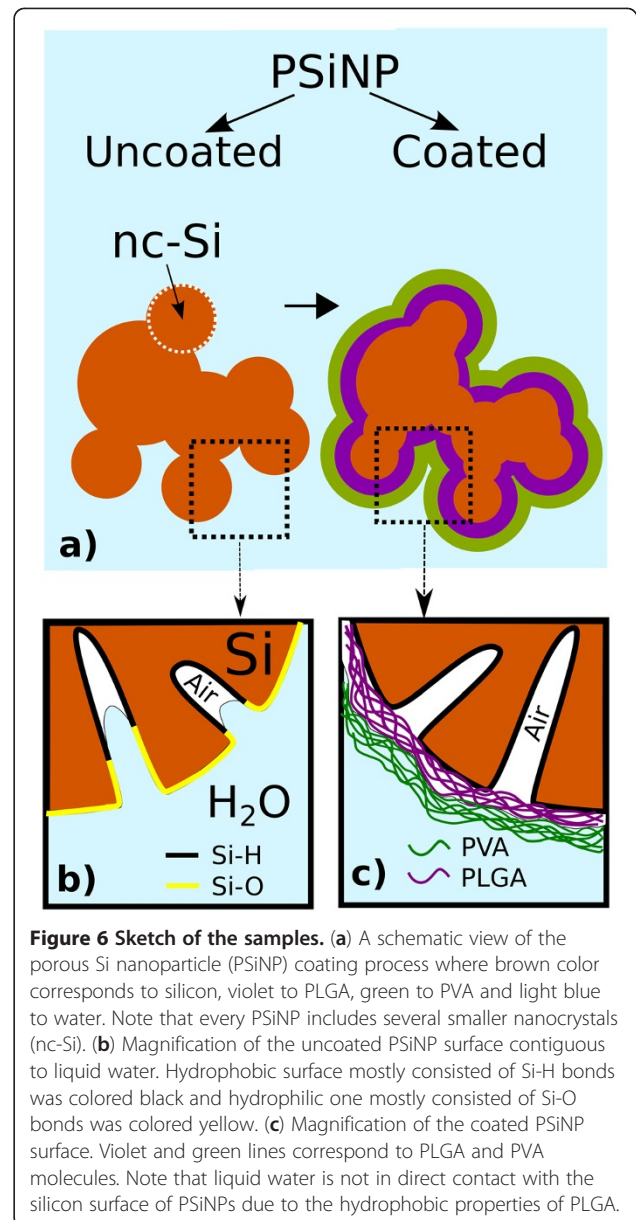 PSiNP
Uncoated Coated
nc-Si
a)
Si
Air
H₂O
Si-H
Si-O
b)
Air
PVA
PLGA
c)
Figure 6 Sketch of the samples. (a) A schematic view of the
porous Si nanoparticle (PSiNP) coating process where brown color
corresponds to silicon, violet to PLGA, green to PVA and light blue
to water. Note that every PSiNP includes several smaller nanocrystals
(nc-Si). (b) Magnification of the uncoated PSiNP surface contiguous
to liquid water. Hydrophobic surface mostly consisted of Si-H bonds
was colored black and hydrophilic one mostly consisted of Si-O
bonds was colored yellow. (c) Magnification of the coated PSiNP
surface. Violet and green lines correspond to PLGA and PVA
molecules. Note that liquid water is not in direct contact with the
silicon surface of PSiNPs due to the hydrophobic properties of PLGA.